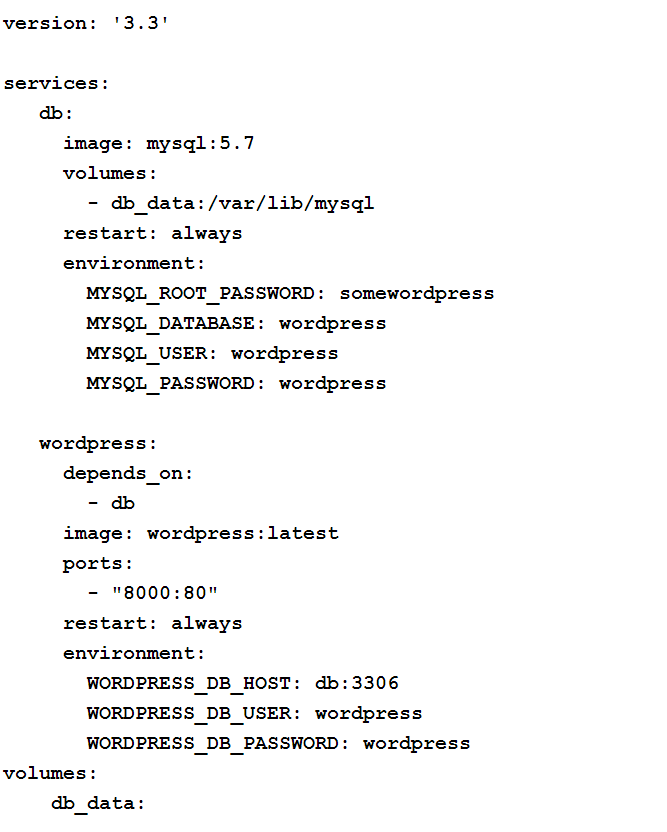 version: '3.3'

services:
   db:
     image: mysql:5.7
     volumes:
       - db_data:/var/lib/mysql
     restart: always
     environment:
       MYSQL_ROOT_PASSWORD: somewordpress
       MYSQL_DATABASE: wordpress
       MYSQL_USER: wordpress
       MYSQL_PASSWORD: wordpress

   wordpress:
     depends_on:
       - db
     image: wordpress:latest
     ports:
       - "8000:80"
     restart: always
     environment:
       WORDPRESS_DB_HOST: db:3306
       WORDPRESS_DB_USER: wordpress
       WORDPRESS_DB_PASSWORD: wordpress
volumes:
    db_data: